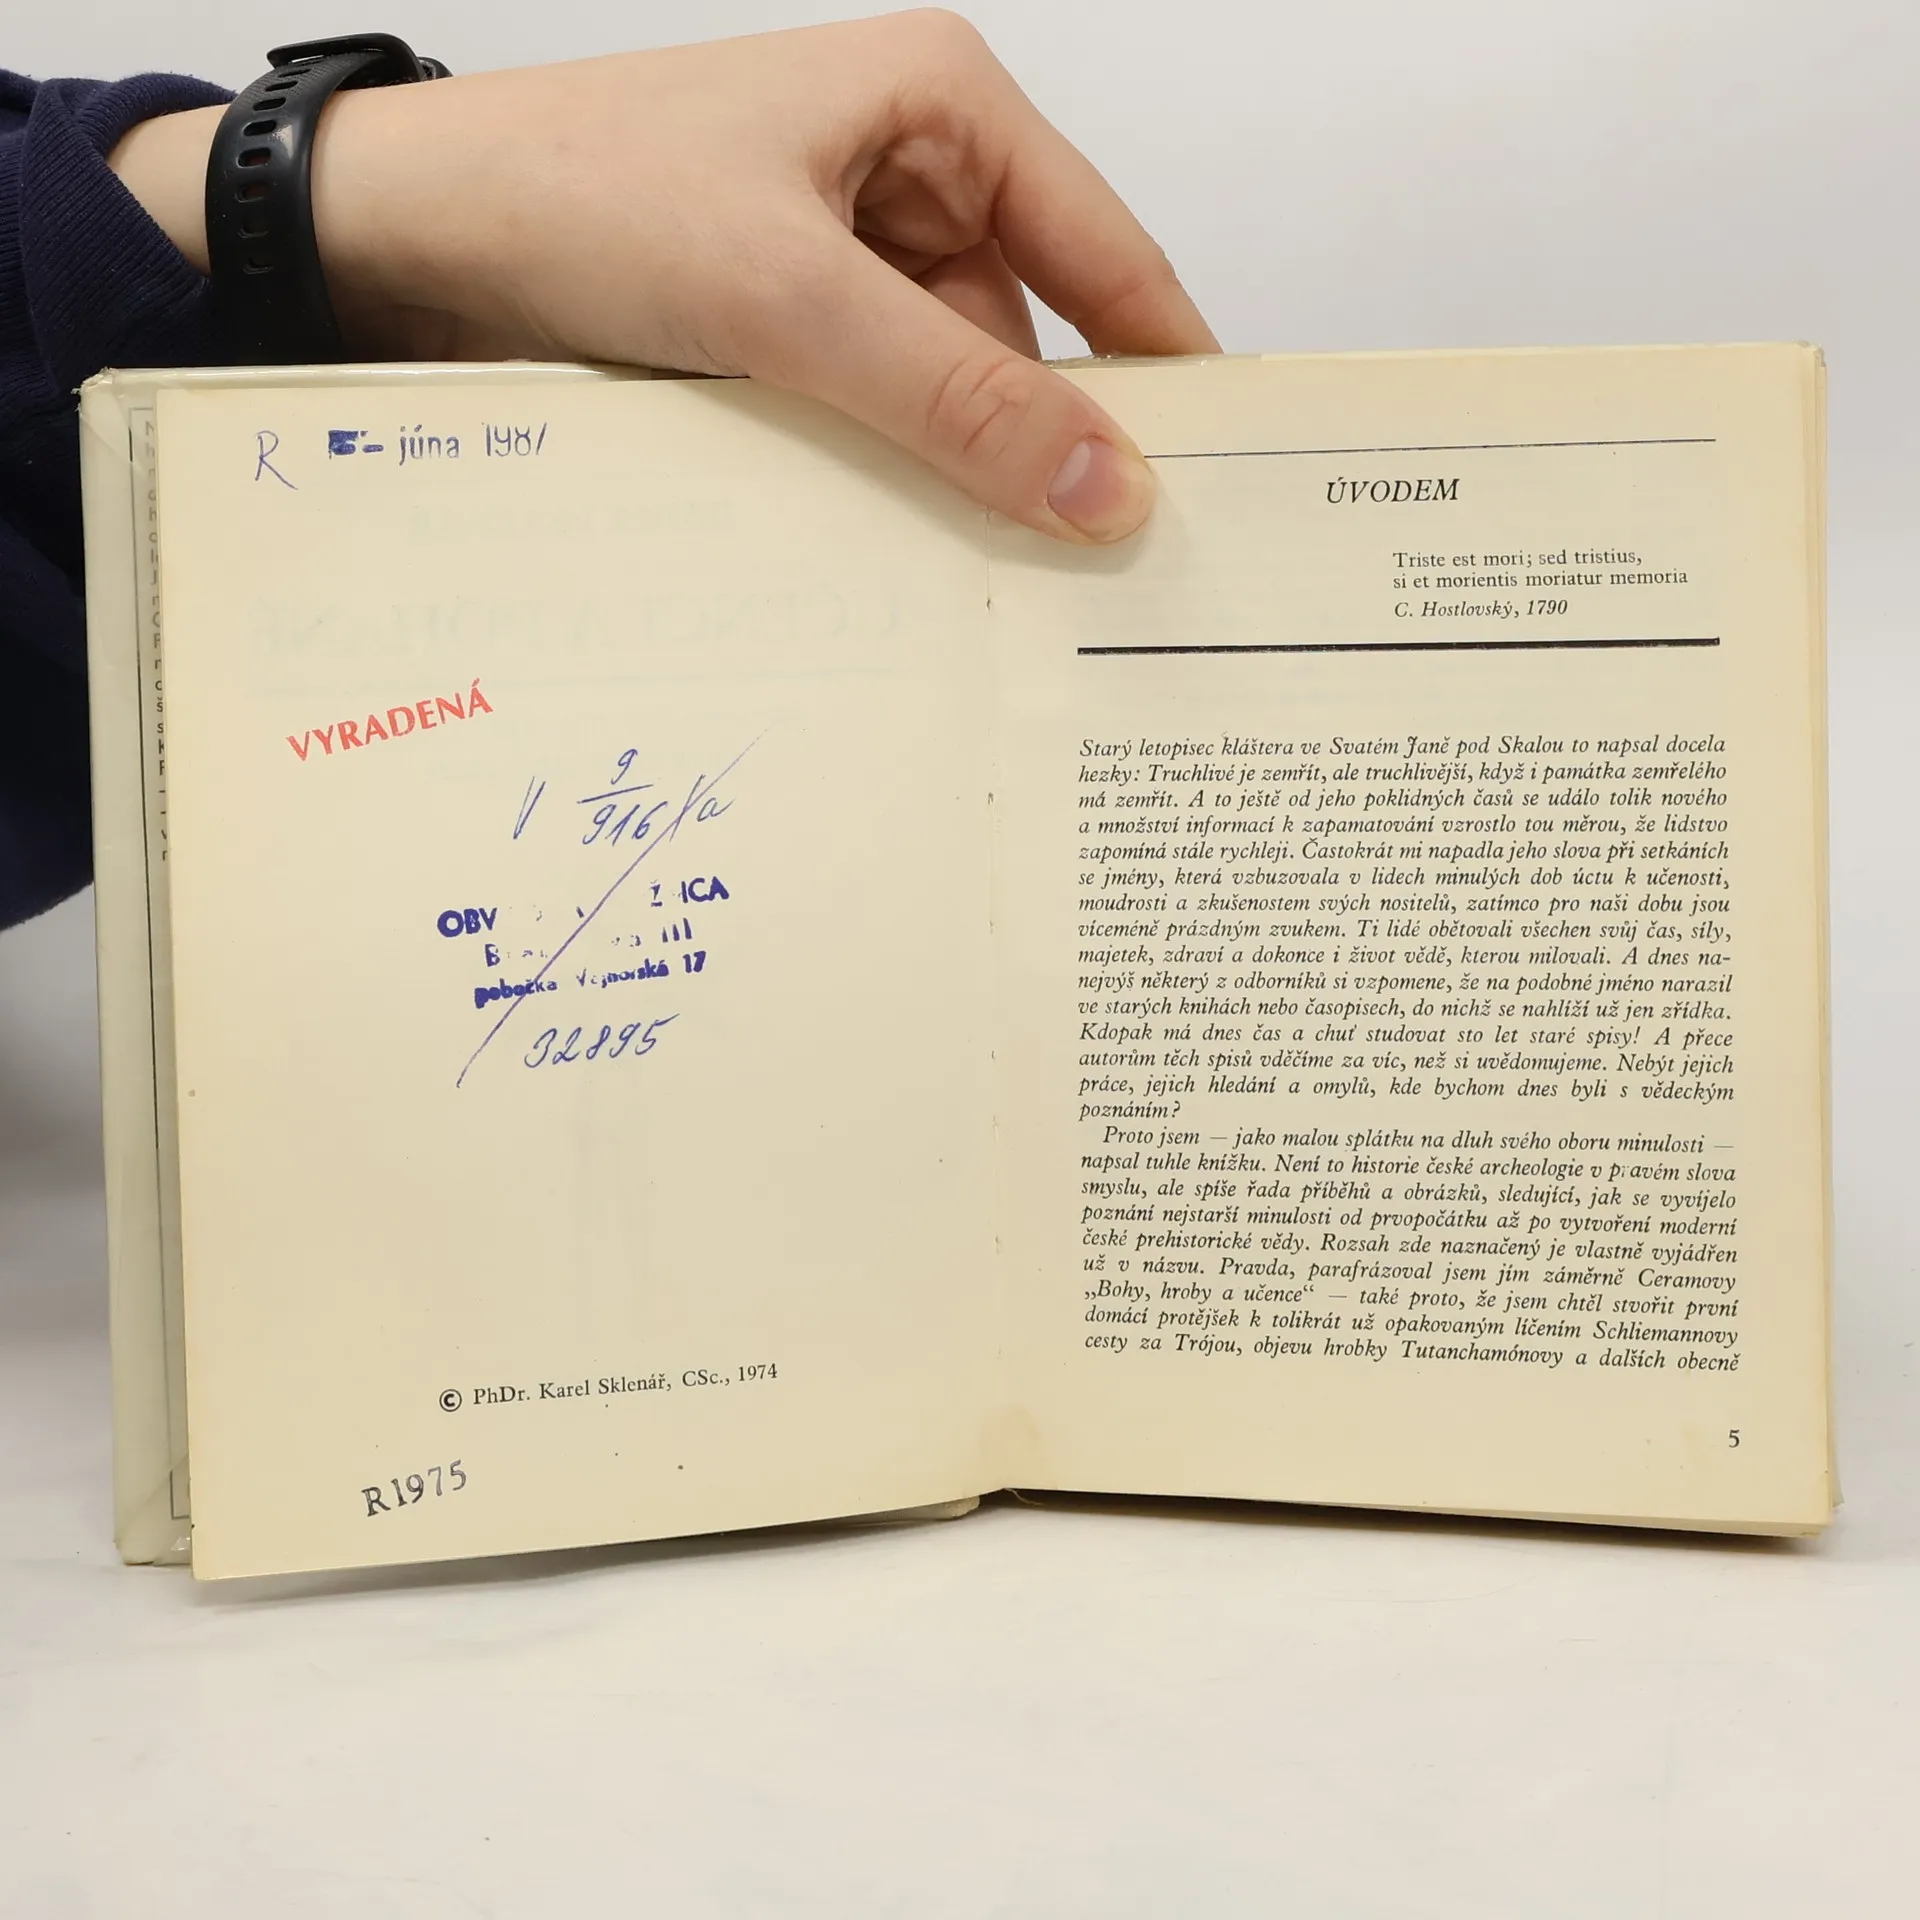 R júna 1981
VYRADENÁ
V 9
916
OBV
pobočka Vajnorská 17
32895
© PhDr. Karel Sklenář, CSc., 1974
R1975
ÚVODEM
Triste est mori; sed tristius,
si et morientis moriatur memoria
C. Hostlovský, 1790
Starý letopisec kláštera ve Svatém Janě pod Skalou to napsal docela
hezky: Truchlivé je zemřít, ale truchlivější, když i památka zemřelého
má zemřít. A to ještě od jeho poklidných časů se událo tolik nového
a množství informací k zapamatování vzrostlo tou měrou, že lidstvo
zapomíná stále rychleji. Častokrát mi napadla jeho slova při setkáních
se jmény, která vzbuzovala v lidech minulých dob úctu k učenosti,
moudrosti a zkušenostem svých nositelů, zatímco pro naši dobu jsou
víceméně prázdným zvukem. Ti lidé obětovali všechen svůj čas, síly,
majetek, zdraví a dokonce i život vědě, kterou milovali. A dnes na-
nejvýš některý z odborníků si vzpomene, že na podobné jméno narazil
ve starých knihách nebo časopisech, do nichž se nahlíží už jen zřídka.
Kdopak má dnes čas a chuť studovat sto let staré spisy! A přece
autorům těch spisů vděčíme za víc, než si uvědomujeme. Nebýt jejich
práce, jejich hledání a omylů, kde bychom dnes byli s vědeckým
poznáním?
Proto jsem — jako malou splátku na dluh svého oboru minulosti —
napsal tuhle knížku. Není to historie české archeologie v pravém slova
smyslu, ale spíše řada příběhů a obrázků, sledující, jak se vyvíjelo
poznání nejstarší minulosti od prvopočátku až po vytvoření moderní
české prehistorické vědy. Rozsah zde naznačený je vlastně vyjádřen
už v názvu. Pravda, parafrázoval jsem jím záměrně Ceramovy
„Bohy, hroby a učence“ — také proto, že jsem chtěl stvořit první
domácí protějšek k tolikrát už opakovaným líčením Schliemannovy
cesty za Trójou, objevu hrobky Tutanchamónovy a dalších obecně
5